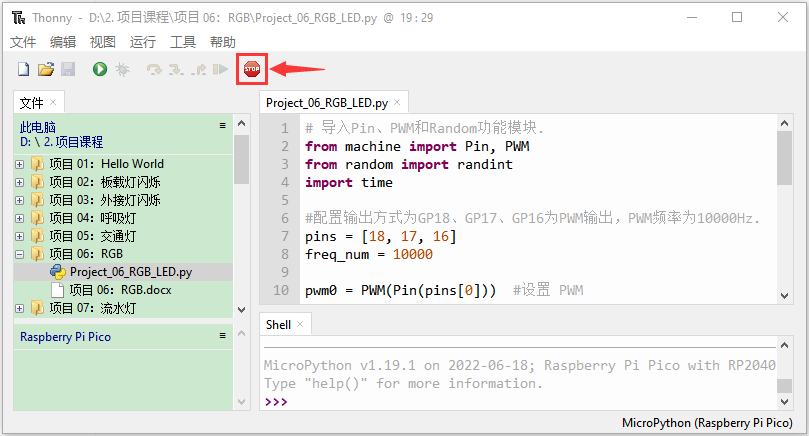 Thonny - D:\2. 项目课程\项目 06：RGB\Project_06_RGB_LED.py @ 19 : 29
文件 编辑 视图 运行 工具 帮助
STOP
文件
此电脑
D: \ 2. 项目课程
项目 01：Hello World
项目 02：板载灯闪烁
项目 03：外接灯闪烁
项目 04：呼吸灯
项目 05：交通灯
项目 06：RGB
Project_06_RGB_LED.py
项目 06：RGB.docx
项目 07：流水灯
Raspberry Pi Pico
Project_06_RGB_LED.py
1 # 导入Pin、PWM和Random功能模块.
2 from machine import Pin, PWM
3 from random import randint
4 import time
5
6 #配置输出方式为GP18、GP17、GP16为PWM输出，PWM频率为10000Hz.
7 pins = [18, 17, 16]
8 freq_num = 10000
9
10 pwm0 = PWM(Pin(pins[0]))  #设置 PWM
Shell
MicroPython v1.19.1 on 2022-06-18; Raspberry Pi Pico with RP2040
Type "help()" for more information.
>>>
MicroPython (Raspberry Pi Pico)